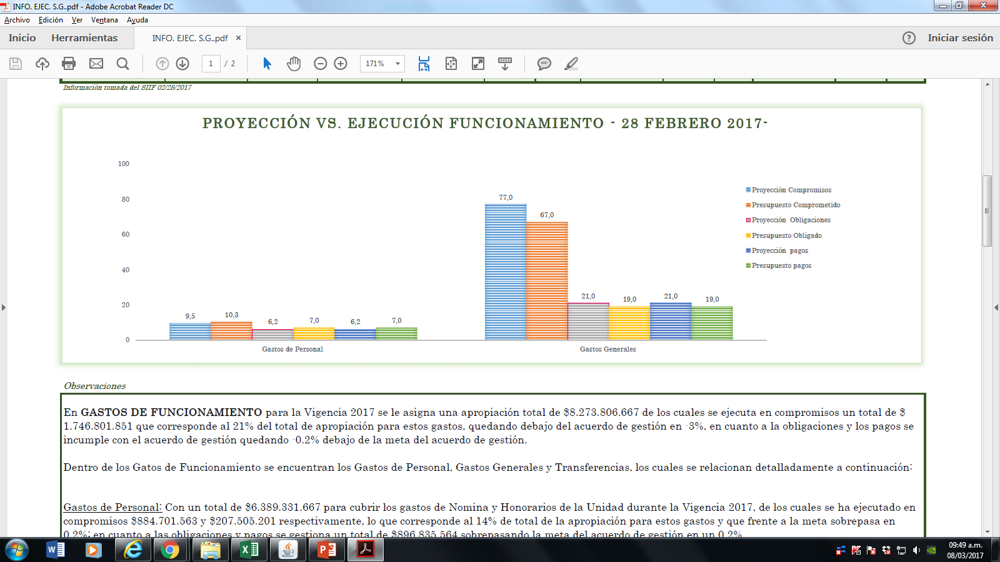 INFO. EJEC. S.G..pdf - Adobe Acrobat Reader DC
Archivo Edición Ver Ventana Ayuda
Inicio Herramientas INFO. EJEC. S.G..pdf × ? Iniciar sesión
1 / 2 171%
Información tomada del SIIF 02/28/2017
PROYECCIÓN VS. EJECUCIÓN FUNCIONAMIENTO - 28 FEBRERO 2017-
100
80
60
40
20
0
9,5
10,3
6,2
7,0
6,2
7,0
77,0
67,0
21,0
19,0
21,0
19,0
Gastos de Personal
Gastos Generales
Proyección Compromisos
Presupuesto Comprometido
Proyección Obligaciones
Presupuesto Obligado
Proyección pagos
Presupuesto pagos
Observaciones
En GASTOS DE FUNCIONAMIENTO para la Vigencia 2017 se le asigna una apropiación total de $8.273.806.667 de los cuales se ejecuta en compromisos un total de $
1.746.801.851 que corresponde al 21% del total de apropiación para estos gastos, quedando debajo del acuerdo de gestión en -3%, en cuanto a la obligaciones y los pagos se
incumple con el acuerdo de gestión quedando -0.2% debajo de la meta del acuerdo de gestión.
Dentro de los Gatos de Funcionamiento se encuentran los Gastos de Personal, Gastos Generales y Transferencias, los cuales se relacionan detalladamente a continuación:
Gastos de Personal: Con un total de $6.389.331.667 para cubrir los gastos de Nomina y Honorarios de la Unidad durante la Vigencia 2017, de los cuales se ha ejecutado en
compromisos $884.701.563 y $207.505.201 respectivamente, lo que corresponde al 14% de total de la apropiación para estos gastos y que frente a la meta sobrepasa en
0.2%; en cuanto a las obligaciones y pagos se gestiona un total de $896.835.564 sobrepasando la meta del acuerdo de gestión en un 0.2%
09:49 a.m.
08/03/2017